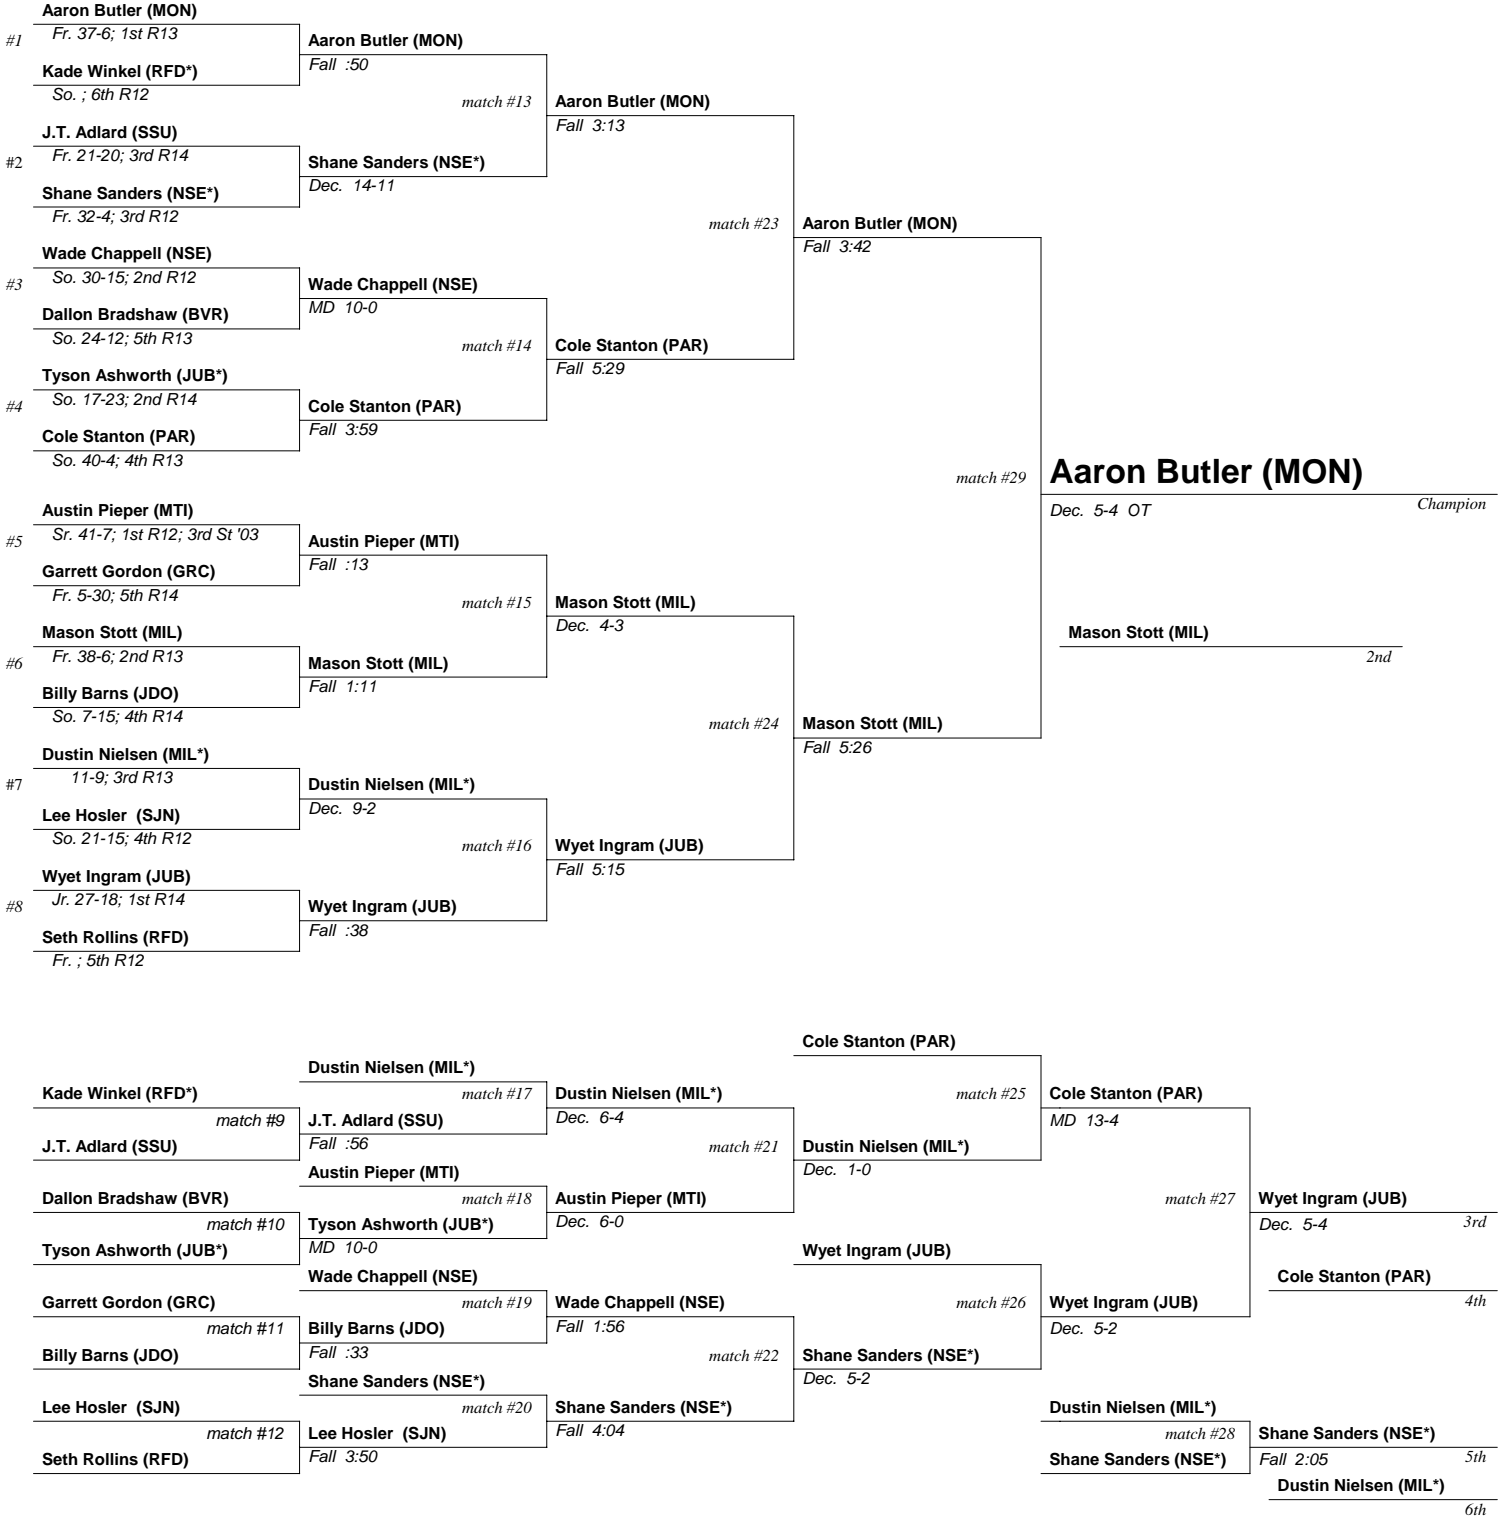 Aaron Butler (MON)
#1
Fr. 37-6; 1st R13
Aaron Butler (MON)
Fall :50
Kade Winkel (RFD*)
So. ; 6th R12
match #13
Aaron Butler (MON)
Fall 3:13
J.T. Adlard (SSU)
#2
Fr. 21-20; 3rd R14
Shane Sanders (NSE*)
Dec. 14-11
Shane Sanders (NSE*)
Fr. 32-4; 3rd R12
match #23
Aaron Butler (MON)
Fall 3:42
Wade Chappell (NSE)
#3
So. 30-15; 2nd R12
Wade Chappell (NSE)
MD 10-0
Dallon Bradshaw (BVR)
So. 24-12; 5th R13
match #14
Cole Stanton (PAR)
Fall 5:29
Tyson Ashworth (JUB*)
#4
So. 17-23; 2nd R14
Cole Stanton (PAR)
Fall 3:59
Cole Stanton (PAR)
So. 40-4; 4th R13
match #29
Aaron Butler (MON)
Champion
Dec. 5-4 OT
Austin Pieper (MTI)
#5
Sr. 41-7; 1st R12; 3rd St '03
Austin Pieper (MTI)
Fall :13
Garrett Gordon (GRC)
Fr. 5-30; 5th R14
match #15
Mason Stott (MIL)
Dec. 4-3
Mason Stott (MIL)
2nd
Mason Stott (MIL)
#6
Fr. 38-6; 2nd R13
Mason Stott (MIL)
Fall 1:11
Billy Barns (JDO)
So. 7-15; 4th R14
match #24
Mason Stott (MIL)
Fall 5:26
Dustin Nielsen (MIL*)
#7
11-9; 3rd R13
Dustin Nielsen (MIL*)
Dec. 9-2
Lee Hosler (SJN)
So. 21-15; 4th R12
match #16
Wyet Ingram (JUB)
Fall 5:15
Wyet Ingram (JUB)
#8
Jr. 27-18; 1st R14
Wyet Ingram (JUB)
Fall :38
Seth Rollins (RFD)
Fr. ; 5th R12
Cole Stanton (PAR)
Dustin Nielsen (MIL*)
Kade Winkel (RFD*)
match #17
Dustin Nielsen (MIL*)
Dec. 6-4
match #25
Cole Stanton (PAR)
MD 13-4
match #9
J.T. Adlard (SSU)
Fall :56
J.T. Adlard (SSU)
match #21
Dustin Nielsen (MIL*)
Dec. 1-0
Austin Pieper (MTI)
Dallon Bradshaw (BVR)
match #18
Austin Pieper (MTI)
Dec. 6-0
match #27
Wyet Ingram (JUB)
Dec. 5-4
3rd
match #10
Tyson Ashworth (JUB*)
MD 10-0
Tyson Ashworth (JUB*)
Wyet Ingram (JUB)
Wade Chappell (NSE)
Cole Stanton (PAR)
4th
Garrett Gordon (GRC)
match #19
Wade Chappell (NSE)
Fall 1:56
match #26
Wyet Ingram (JUB)
Dec. 5-2
match #11
Billy Barns (JDO)
Fall :33
Billy Barns (JDO)
match #22
Shane Sanders (NSE*)
Dec. 5-2
Shane Sanders (NSE*)
Lee Hosler (SJN)
match #20
Shane Sanders (NSE*)
Fall 4:04
Dustin Nielsen (MIL*)
match #12
Lee Hosler (SJN)
Fall 3:50
match #28
Shane Sanders (NSE*)
Fall 2:05
5th
Seth Rollins (RFD)
Shane Sanders (NSE*)
Dustin Nielsen (MIL*)
6th